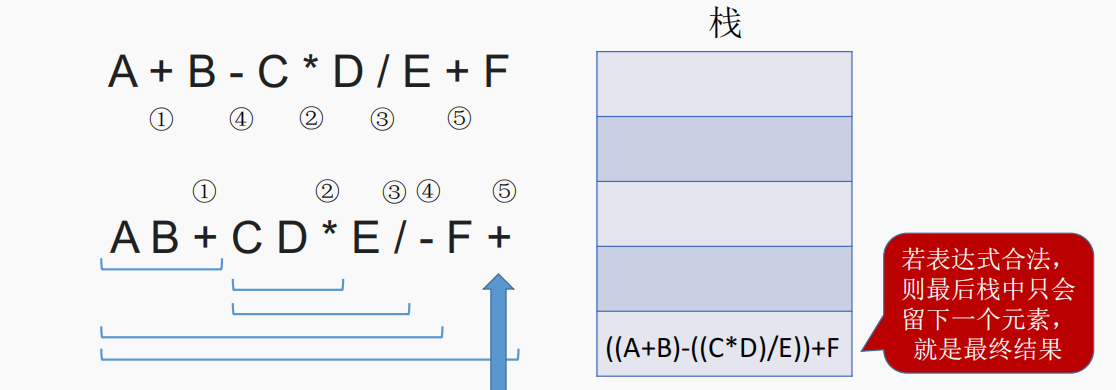 栈
A + B - C * D / E + F
① ④ ② ③ ⑤
① ② ③ ④ ⑤
A B + C D * E / - F +
((A+B)-((C*D)/E))+F
若表达式合法，
则最后栈中只会
留下一个元素，
就是最终结果